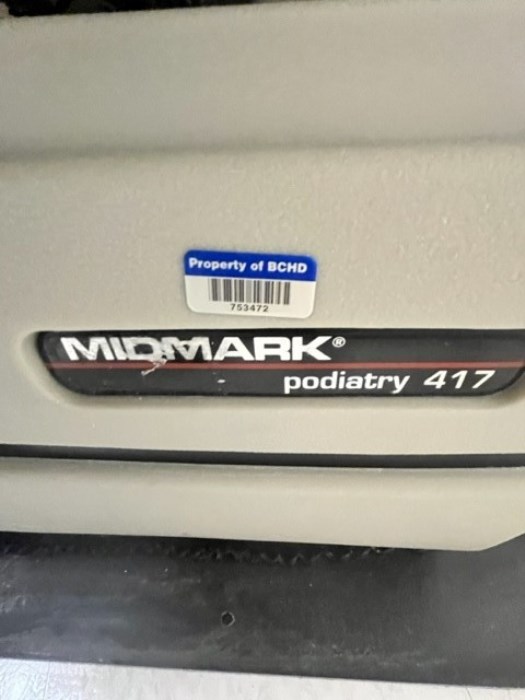 Property of BCHD
753472
MIDMARK®
podiatry 417